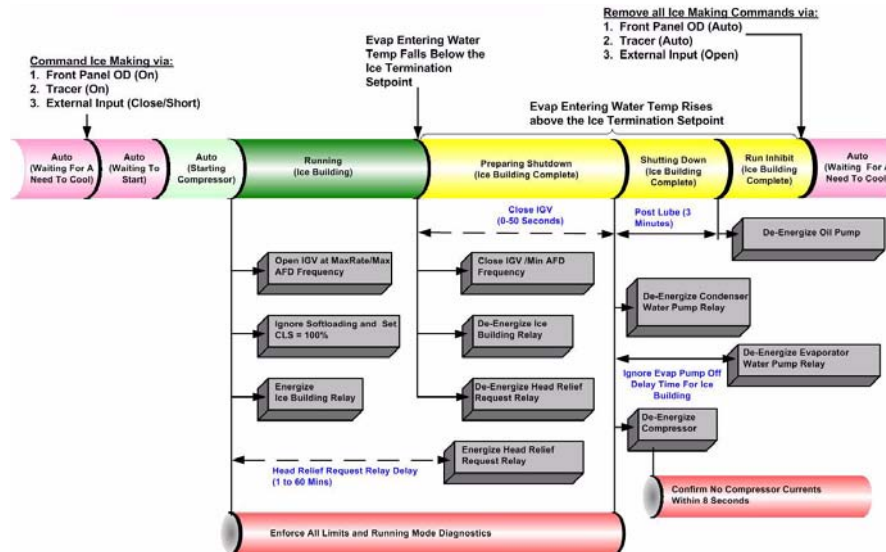 Remove all Ice Making Commands via:
1. Front Panel OD (Auto)
2. Tracer (Auto)
3. External Input (Open)
Evap Entering Water
Temp Falls Below the
Ice Termination
Setpoint
Command Ice Making via:
1. Front Panel OD (On)
2. Tracer (On)
3. External Input (Close/Short)
Evap Entering Water Temp Rises
above the Ice Termination Setpoint
Auto
(Waiting For A
Need To Cool)
Auto
(Waiting To
Start)
Auto
(Starting
Compressor)
Running
(Ice Building)
Preparing Shutdown
(Ice Building Complete)
Shutting Down
(Ice Building
Complete)
Run Inhibit
(Ice Building
Complete)
Auto
(Waiting For A
Need To Cool)
Close IGV
(0-50 Seconds)
Post Lube (3
Minutes)
De-Energize Oil Pump
Open IGV at MaxRate/Max
AFD Frequency
Close IGV /Min AFD
Frequency
De-Energize Condenser
Water Pump Relay
Ignore Softloading and Set
CLS = 100%
De-Energize Ice
Building Relay
De-Energize Evaporator
Water Pump Relay
Ignore Evap Pump Off
Delay Time For Ice
Building
Energize
Ice Building Relay
De-Energize Head Relief
Request Relay
De-Energize
Compressor
Energize Head Relief
Request Relay
Head Relief Request Relay Delay
(1 to 60 Mins)
Confirm No Compressor Currents
Within 8 Seconds
Enforce All Limits and Running Mode Diagnostics